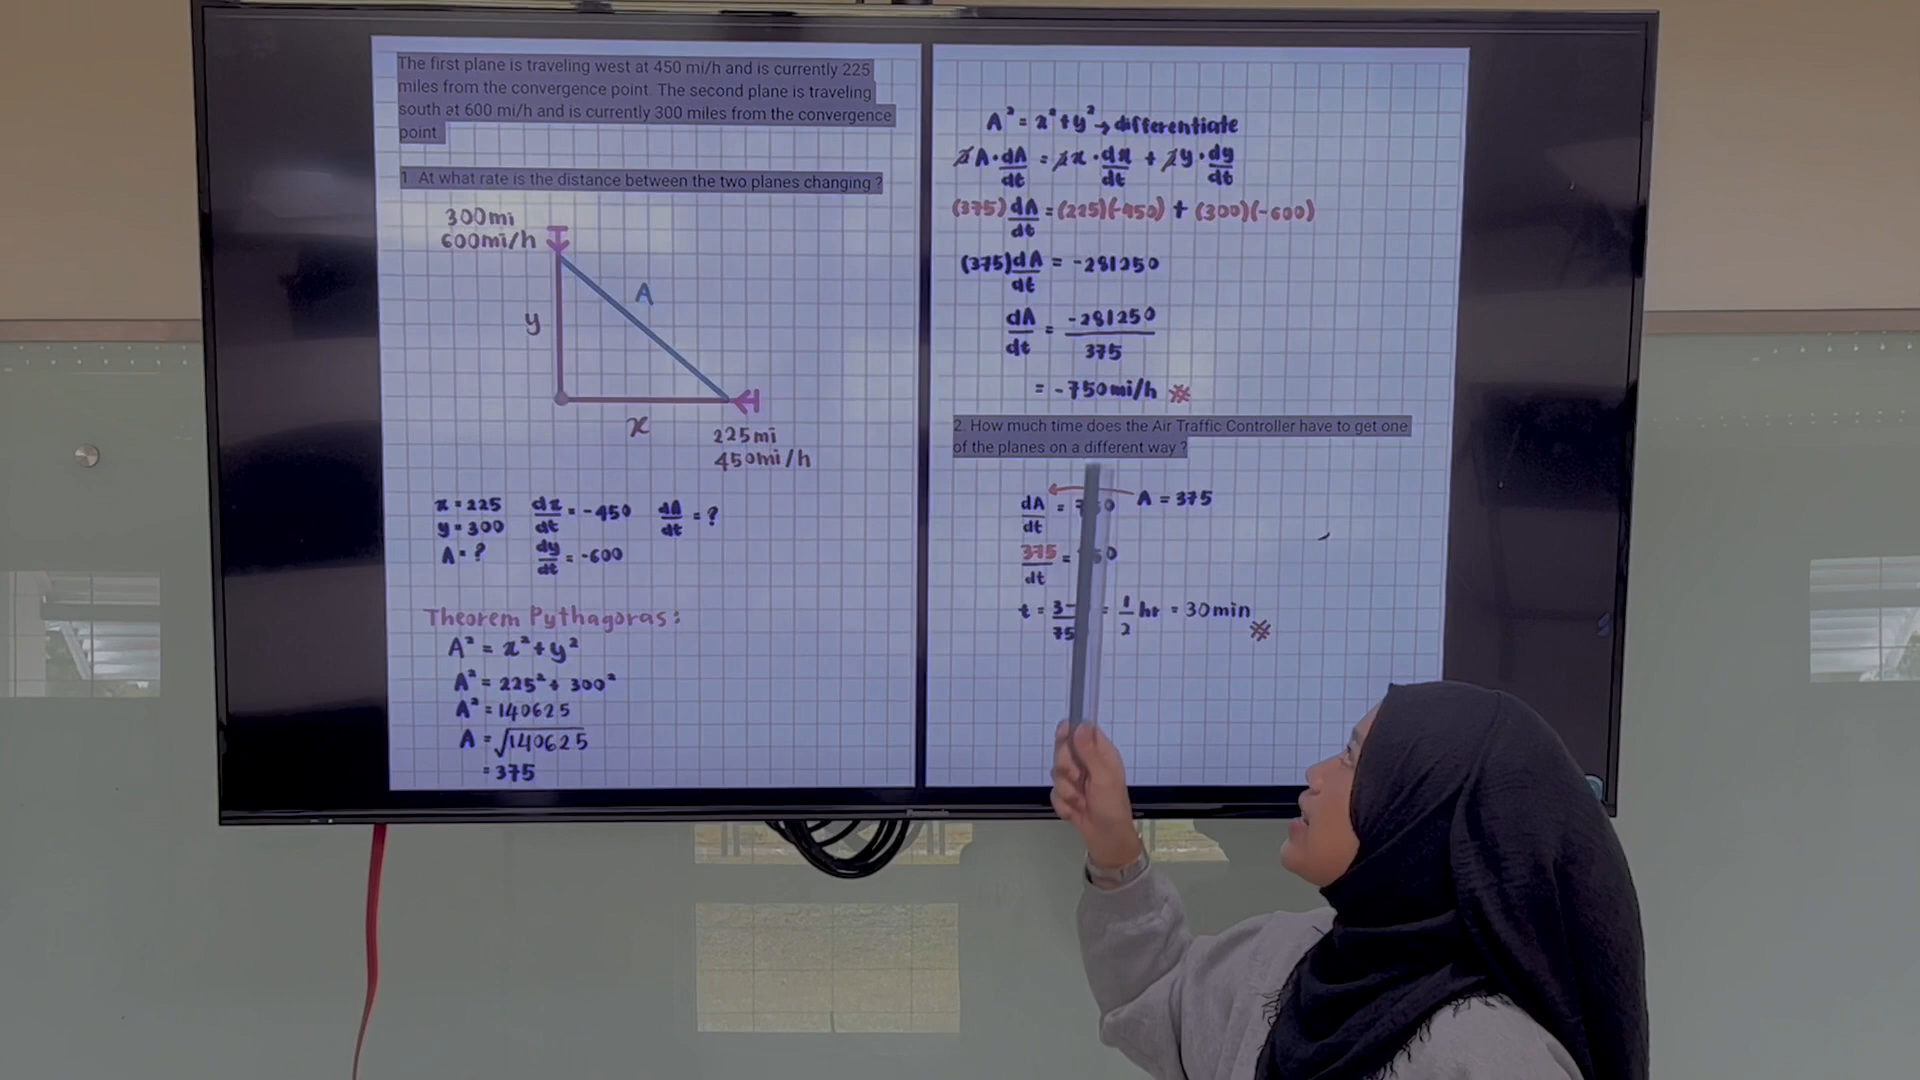 The first plane is traveling west at 450 mi/h and is currently 225
miles from the convergence point. The second plane is traveling
south at 600 mi/h and is currently 300 miles from the convergence
point.
1. At what rate is the distance between the two planes changing ?
300mi
600mi/h
A
y
x
225mi
450mi/h
x = 225 dx/dt = -450 dA/dt = ?
y = 300
A = ? dy/dt = -600
Theorem Pythagoras:
A² = x² + y²
A² = 225² + 300²
A² = 140625
A = √140625
= 375
A² = x² + y² → differentiate
2A · dA/dt = 2x · dx/dt + 2y · dy/dt
(375) dA/dt = (225)(-450) + (300)(-600)
(375) dA/dt = -281250
dA/dt = -281250/375
= -750mi/h
2. How much time does the Air Traffic Controller have to get one
of the planes on a different way ?
dA/dt = 0 A = 375
375/dt = 0
t = = 1/2 hr = 30min